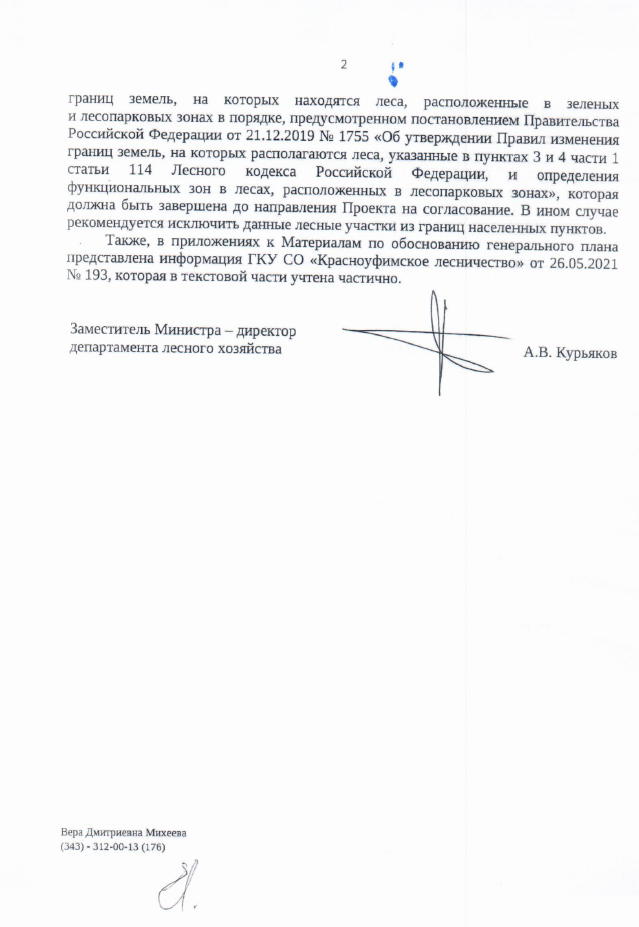 2
границ земель, на которых находятся леса, расположенные в зеленых
и лесопарковых зонах в порядке, предусмотренном постановлением Правительства
Российской Федерации от 21.12.2019 № 1755 «Об утверждении Правил изменения
границ земель, на которых располагаются леса, указанные в пунктах 3 и 4 части 1
статьи 114 Лесного кодекса Российской Федерации, и определения
функциональных зон в лесах, расположенных в лесопарковых зонах», которая
должна быть завершена до направления Проекта на согласование. В ином случае
рекомендуется исключить данные лесные участки из границ населенных пунктов.
Также, в приложениях к Материалам по обоснованию генерального плана
представлена информация ГКУ СО «Красноуфимское лесничество» от 26.05.2021
№ 193, которая в текстовой части учтена частично.
Заместитель Министра – директор
департамента лесного хозяйства
А.В. Курьяков
Вера Дмитриевна Михеева
(343) - 312-00-13 (176)